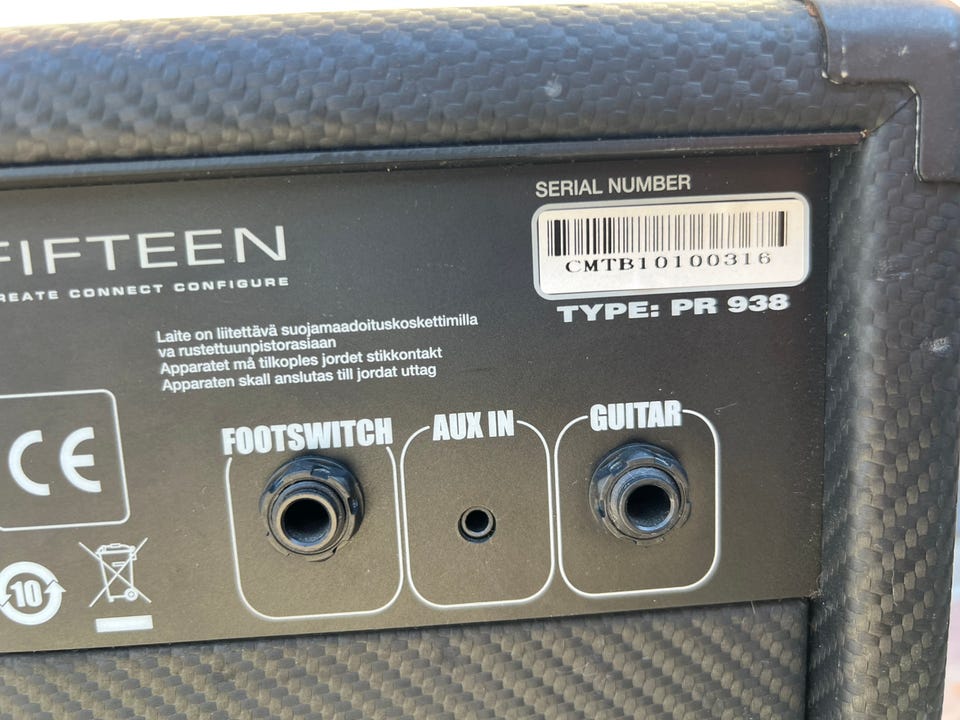 SERIAL NUMBER
CMTB10100316
TYPE: PR 938
FIFTEEN
CREATE CONNECT CONFIGURE
Laite on liitettävä suojamaadoituskoskettimilla
va rustettuunpistorasiaan
Apparatet må tilkoples jordet stikkontakt
Apparaten skall anslutas till jordat uttag
FOOTSWITCH
AUX IN
GUITAR
CE
10